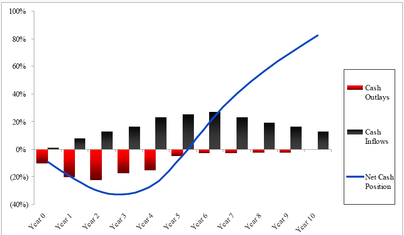 100%
80%
60%
40%
20%
0%
(20%)
(40%)
Year 0
Year 1
Year 2
Year 3
Year 4
Year 5
Year 6
Year 7
Year 8
Year 9
Year 10
Cash
Outlays
Cash
Inflows
Net Cash
Position